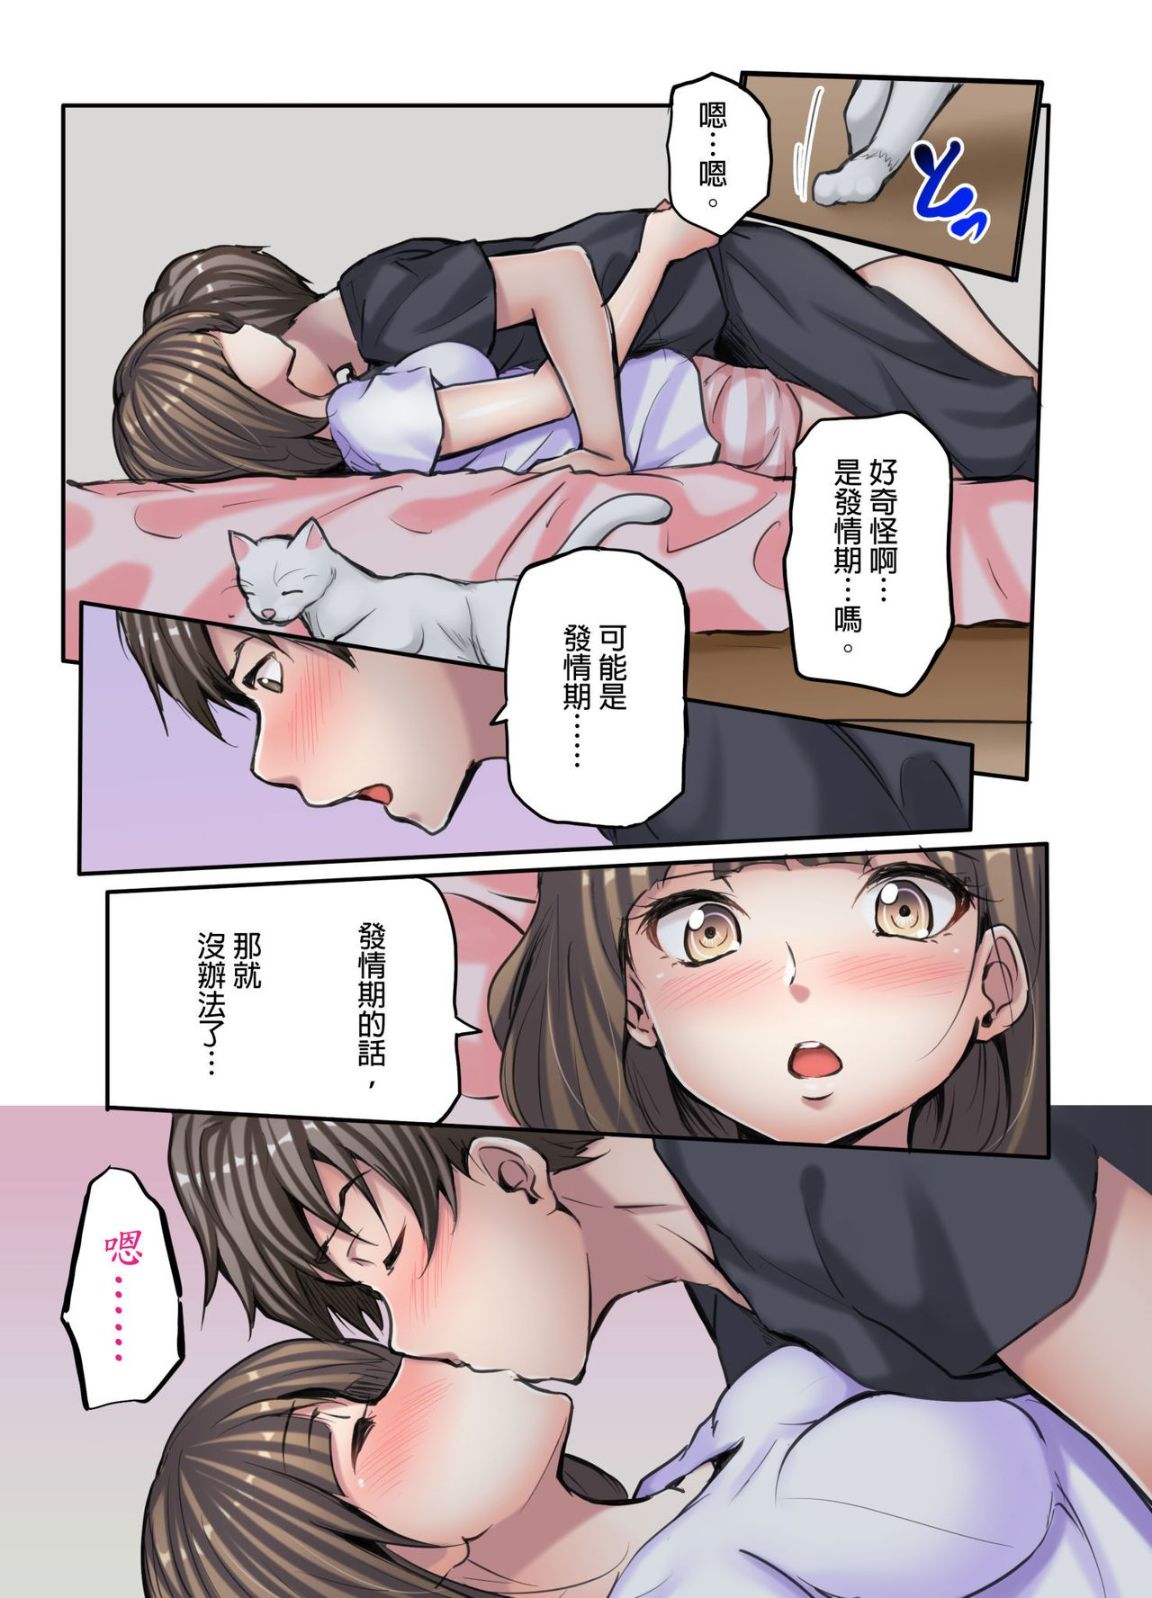 嗯…嗯。
好奇怪啊…
是發情期…嗎。
可能是
發情期……
發情期的話，
那就
沒辦法了…
嗯……